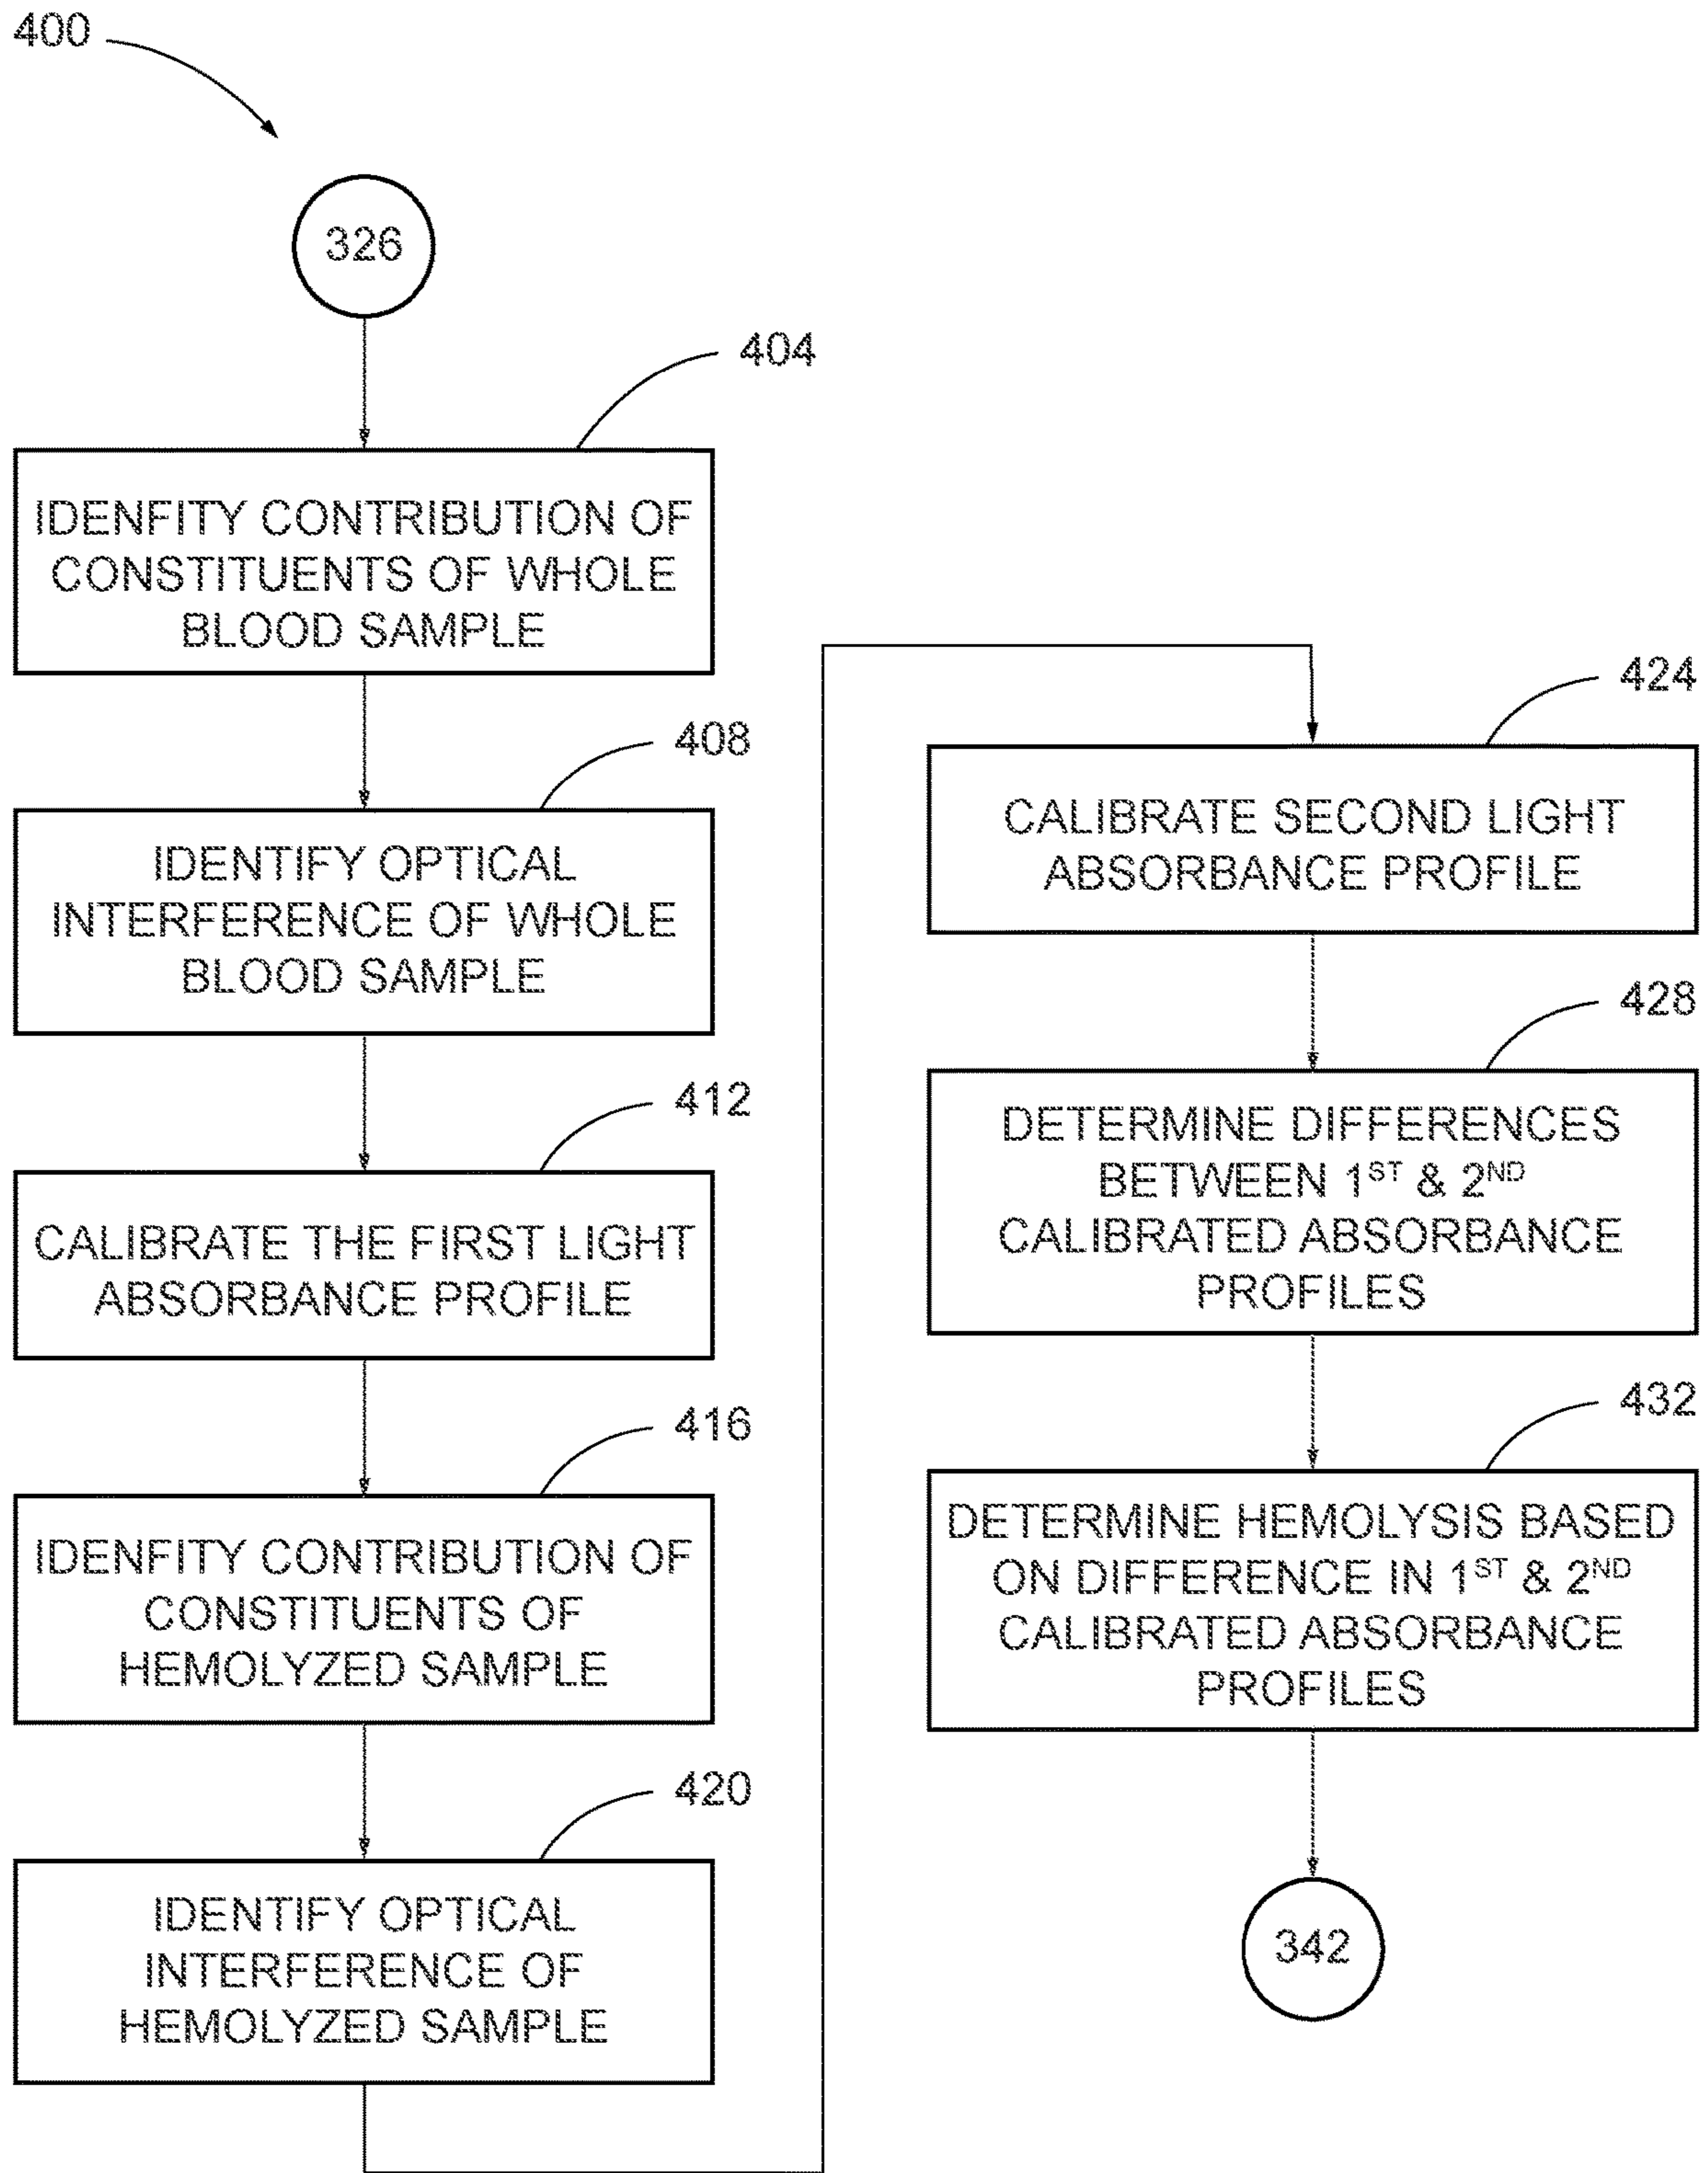 400
326
404
IDENFITY CONTRIBUTION OF
CONSTITUENTS OF WHOLE
BLOOD SAMPLE
408
IDENTIFY OPTICAL
INTERFERENCE OF WHOLE
BLOOD SAMPLE
412
CALIBRATE THE FIRST LIGHT
ABSORBANCE PROFILE
416
IDENFITY CONTRIBUTION OF
CONSTITUENTS OF
HEMOLYZED SAMPLE
420
IDENTIFY OPTICAL
INTERFERENCE OF
HEMOLYZED SAMPLE
424
CALIBRATE SECOND LIGHT
ABSORBANCE PROFILE
428
DETERMINE DIFFERENCES
BETWEEN 1ST & 2ND
CALIBRATED ABSORBANCE
PROFILES
432
DETERMINE HEMOLYSIS BASED
ON DIFFERENCE IN 1ST & 2ND
CALIBRATED ABSORBANCE
PROFILES
342